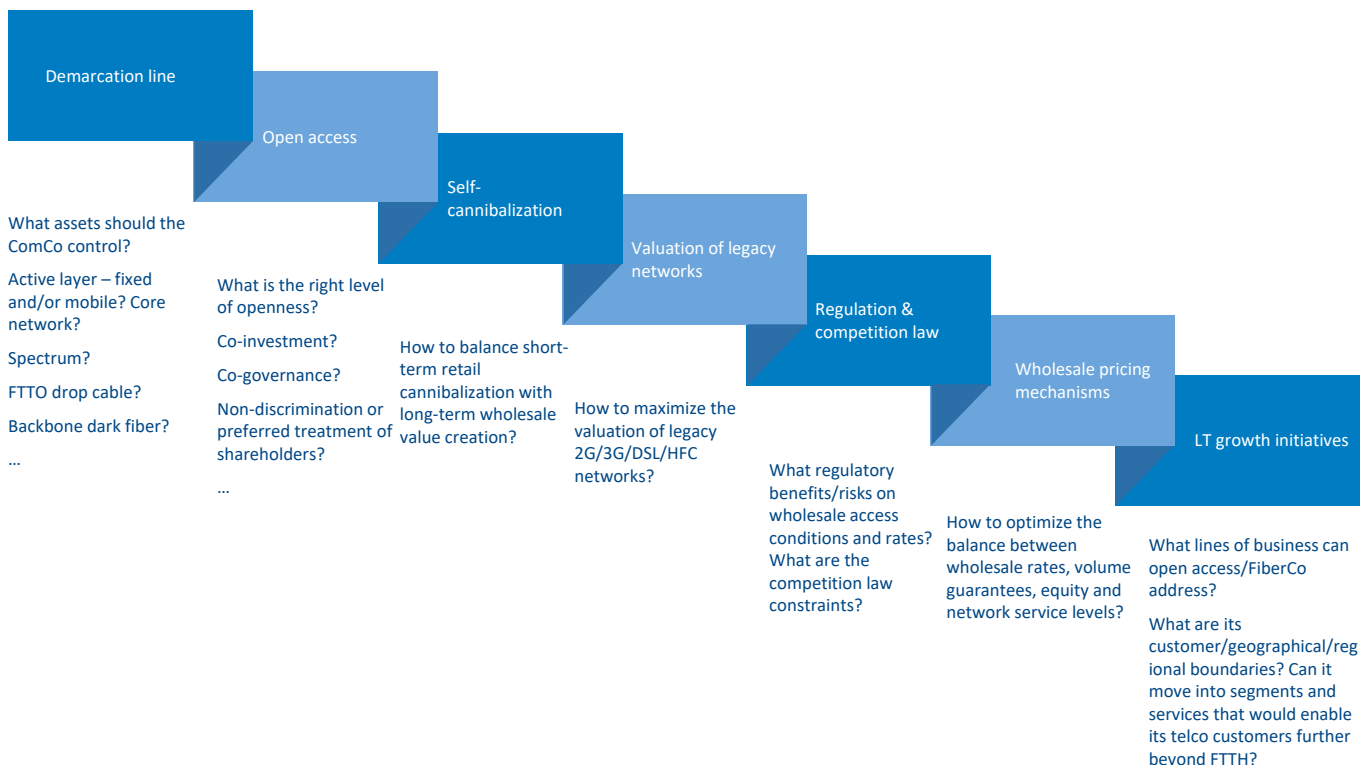 Demarcation line
What assets should the
ComCo control?
Active layer – fixed
and/or mobile? Core
network?
Spectrum?
FTTO drop cable?
Backbone dark fiber?
...
Open access
What is the right level
of openness?
Co-investment?
Co-governance?
Non-discrimination or
preferred treatment of
shareholders?
...
Self-
cannibalization
How to balance short-
term retail
cannibalization with
long-term wholesale
value creation?
Valuation of legacy
networks
How to maximize the
valuation of legacy
2G/3G/DSL/HFC
networks?
Regulation &
competition law
What regulatory
benefits/risks on
wholesale access
conditions and rates?
What are the
competition law
constraints?
Wholesale pricing
mechanisms
How to optimize the
balance between
wholesale rates, volume
guarantees, equity and
network service levels?
LT growth initiatives
What lines of business can
open access/FiberCo
address?
What are its
customer/geographical/reg
ional boundaries? Can it
move into segments and
services that would enable
its telco customers further
beyond FTTH?